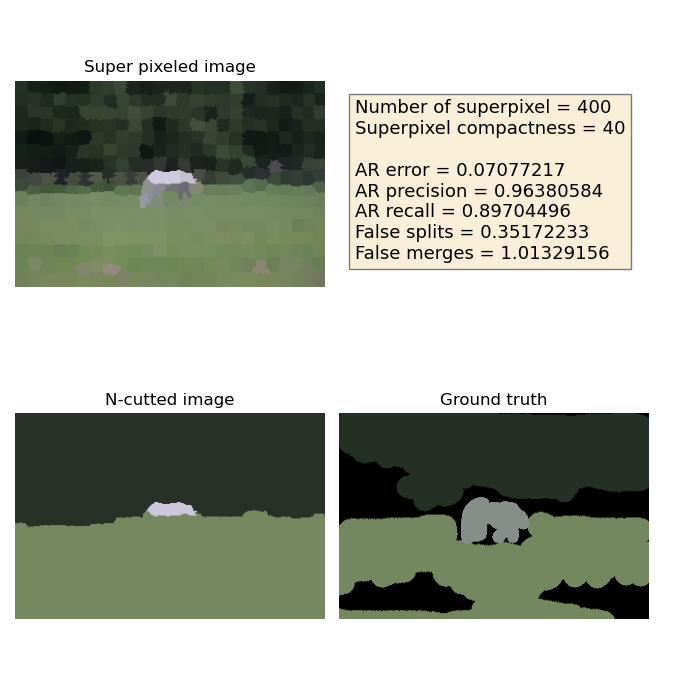 Super pixeled image
Number of superpixel = 400
Superpixel compactness = 40
AR error = 0.07077217
AR precision = 0.96380584
AR recall = 0.89704496
False splits = 0.35172233
False merges = 1.01329156
N-cutted image
Ground truth